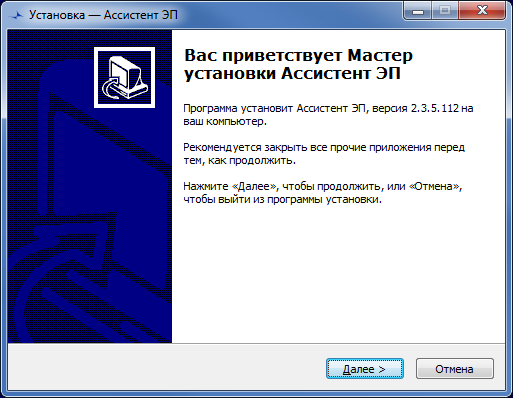 Установка — Ассистент ЭП
Вас приветствует Мастер
установки Ассистент ЭП
Программа установит Ассистент ЭП, версия 2.3.5.112 на
ваш компьютер.
Рекомендуется закрыть все прочие приложения перед
тем, как продолжить.
Нажмите «Далее», чтобы продолжить, или «Отмена»,
чтобы выйти из программы установки.
Далее >
Отмена